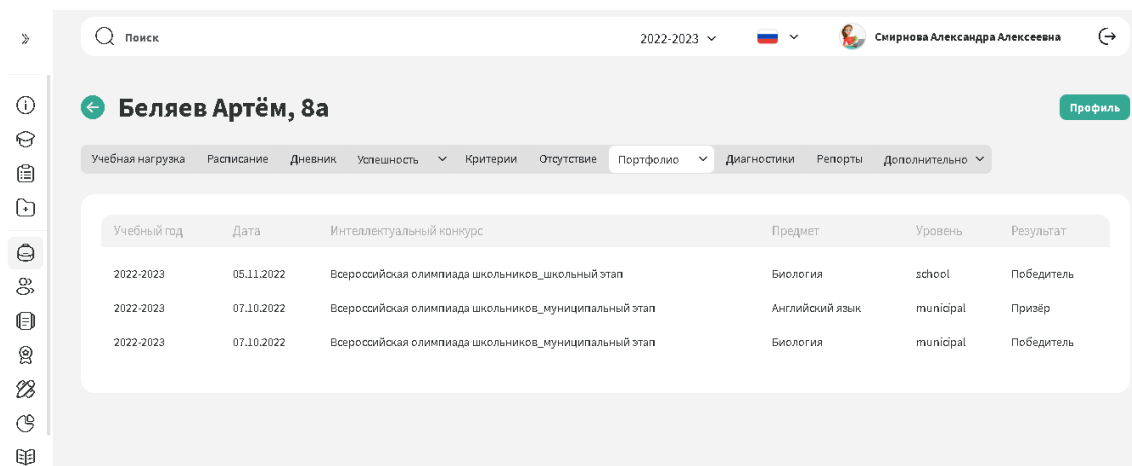 Поиск 2022-2023 Смирнова Александра Алексеевна
Беляев Артём, 8а Профиль
Учебная нагрузка Расписание Дневник Успешность Критерии Отсутствие Портфолио Диагностики Репорты Дополнительно
Учебный год Дата Интеллектуальный конкурс Предмет Уровень Результат
2022-2023 05.11.2022 Всероссийская олимпиада школьников_школьный этап Биология school Победитель
2022-2023 07.10.2022 Всероссийская олимпиада школьников_муниципальный этап Английский язык municipal Призёр
2022-2023 07.10.2022 Всероссийская олимпиада школьников_муниципальный этап Биология municipal Победитель